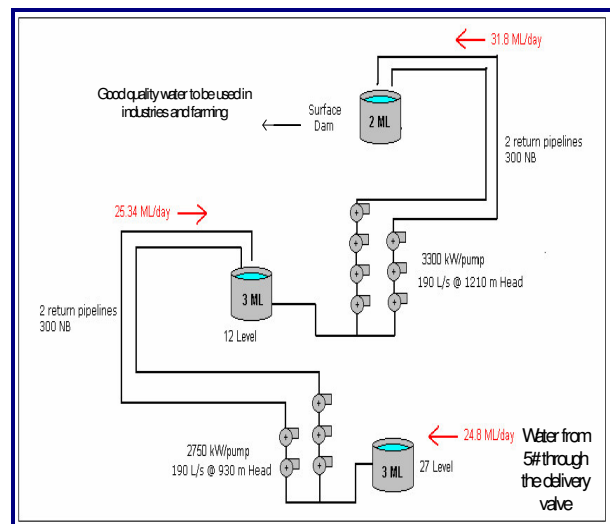 31.8 ML/day
Good quality water to be used in
industries and farming
Surface
Dam
2 ML
2 return pipelines
300 NB
25.34 ML/day
3300 kW/pump
190 L/s @ 1210 m Head
3 ML
12 Level
2 return pipelines
300 NB
2750 kW/pump
190 L/s @ 930 m Head
24.8 ML/day
Water from
5# through
the delivery
valve
27 Level
3 ML